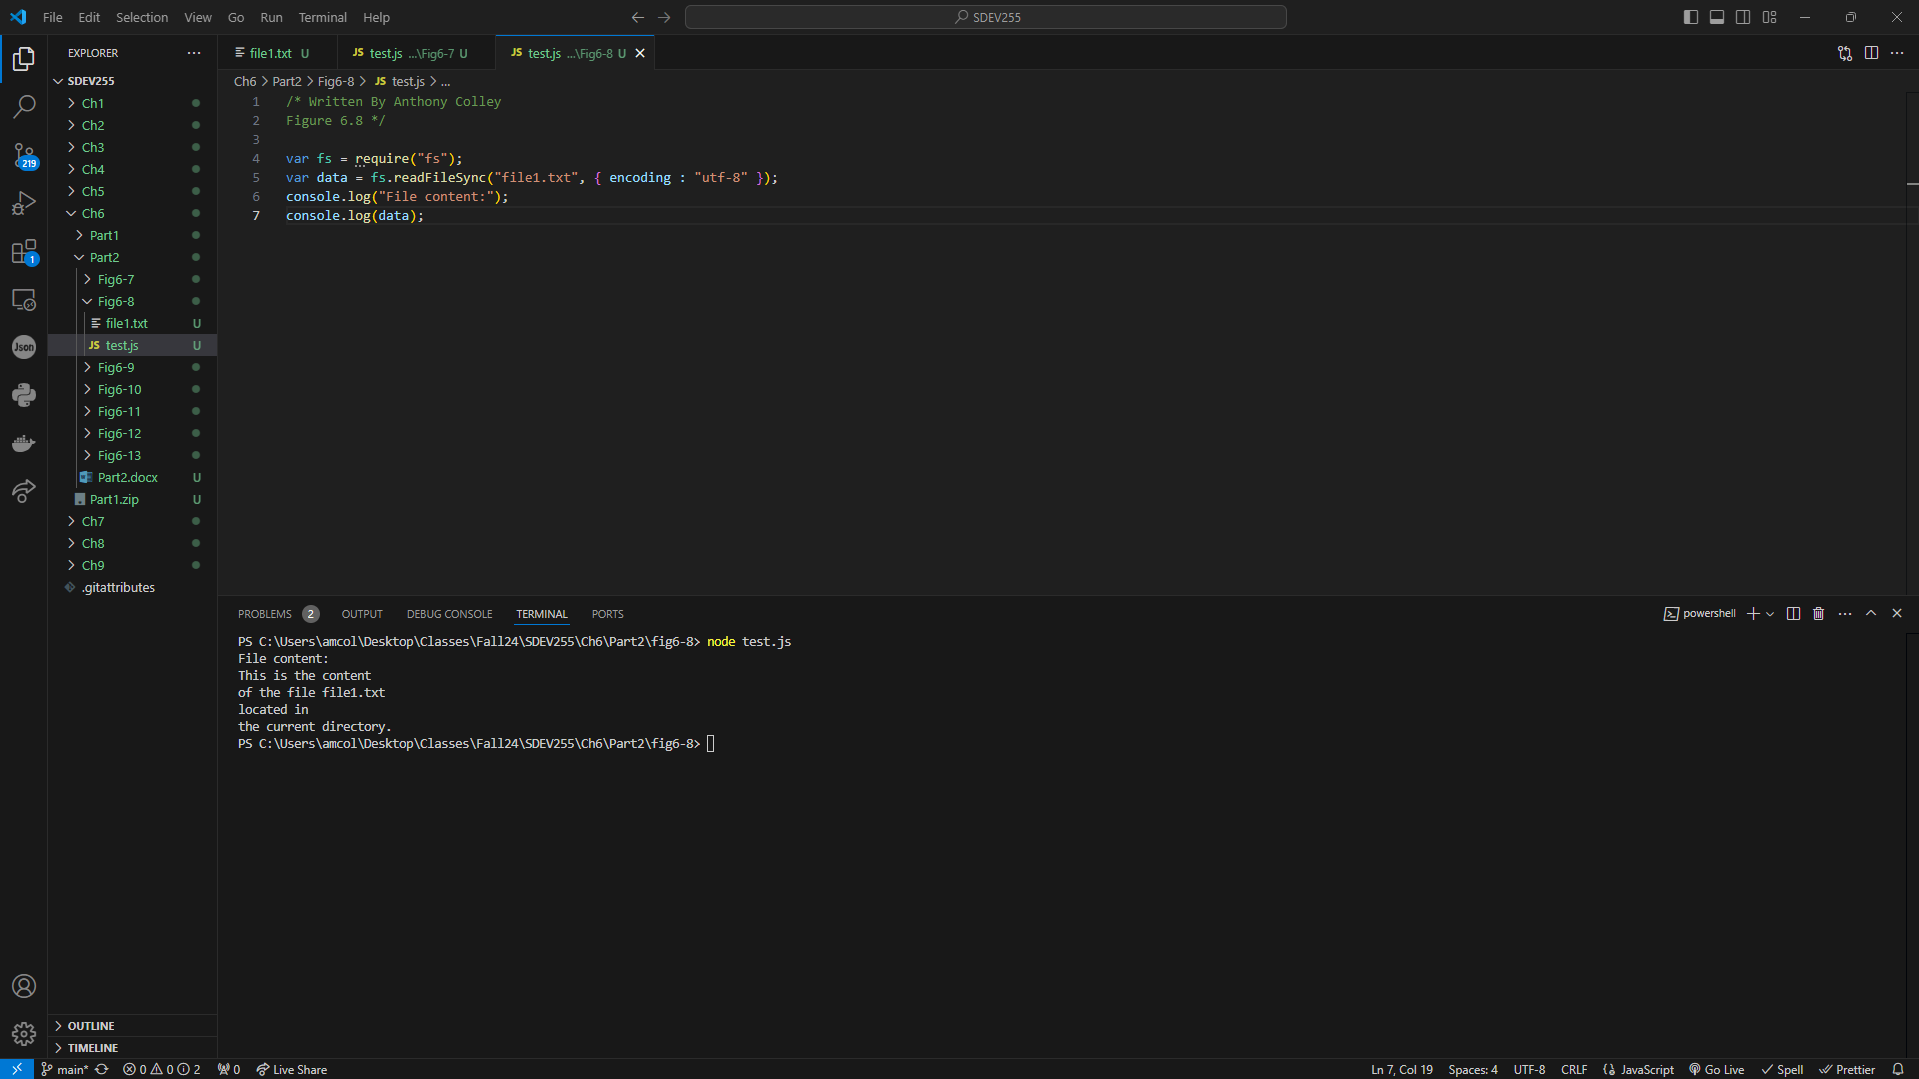 File Edit Selection View Go Run Terminal Help
SDEV255
EXPLORER
SDEV255
Ch1
Ch2
Ch3
Ch4
Ch5
Ch6
Part1
Part2
Fig6-7
Fig6-8
file1.txt U
test.js U
Fig6-9
Fig6-10
Fig6-11
Fig6-12
Fig6-13
Part2.docx U
Part1.zip U
Ch7
Ch8
Ch9
.gitattributes
OUTLINE
TIMELINE
219
1
Json
file1.txt U
JS test.js ...\Fig6-7 U
JS test.js ...\Fig6-8 U
Ch6 > Part2 > Fig6-8 > JS test.js > ...
1 /* Written By Anthony Colley
2 Figure 6.8 */
3
4 var fs = require("fs");
5 var data = fs.readFileSync("file1.txt", { encoding : "utf-8" });
6 console.log("File content:");
7 console.log(data);
PROBLEMS 2 OUTPUT DEBUG CONSOLE TERMINAL PORTS
powershell
PS C:\Users\amcol\Desktop\Classes\Fall24\SDEV255\Ch6\Part2\fig6-8> node test.js
File content:
This is the content
of the file file1.txt
located in
the current directory.
PS C:\Users\amcol\Desktop\Classes\Fall24\SDEV255\Ch6\Part2\fig6-8>
main* 0 0 2 0 Live Share
Ln 7, Col 19 Spaces: 4 UTF-8 CRLF {} JavaScript Go Live Spell Prettier